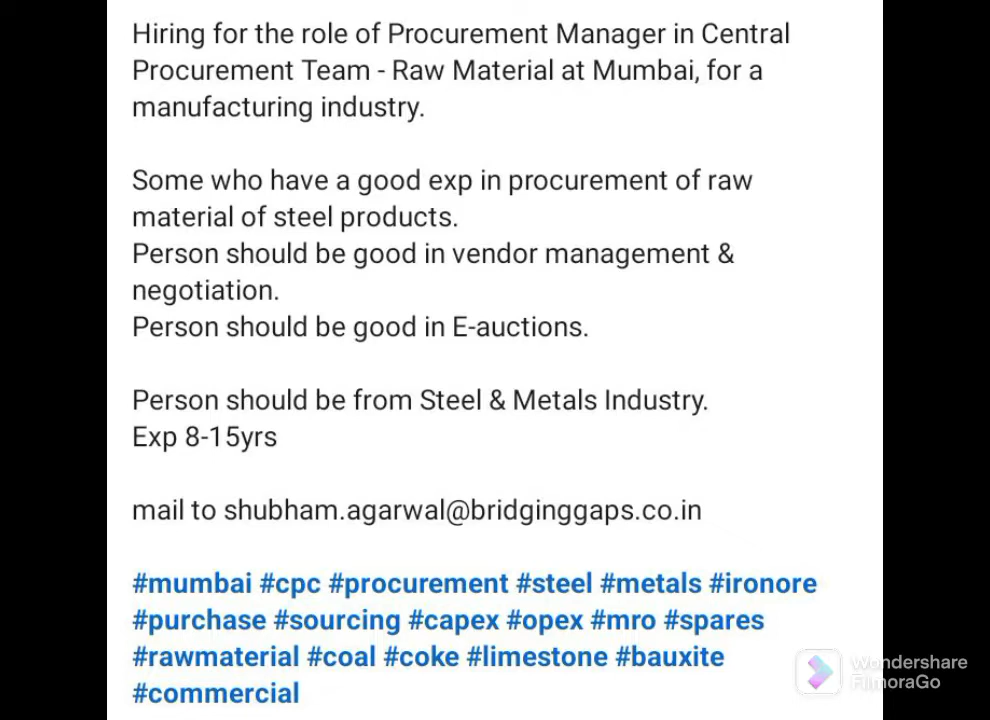 Hiring for the role of Procurement Manager in Central
Procurement Team - Raw Material at Mumbai, for a
manufacturing industry.
Some who have a good exp in procurement of raw
material of steel products.
Person should be good in vendor management &
negotiation.
Person should be good in E-auctions.
Person should be from Steel & Metals Industry.
Exp 8-15yrs
mail to shubham.agarwal@bridginggaps.co.in
#mumbai #cpc #procurement #steel #metals #ironore
#purchase #sourcing #capex #opex #mro #spares
#rawmaterial #coal #coke #limestone #bauxite
#commercial
Wondershare
FilmoraGo